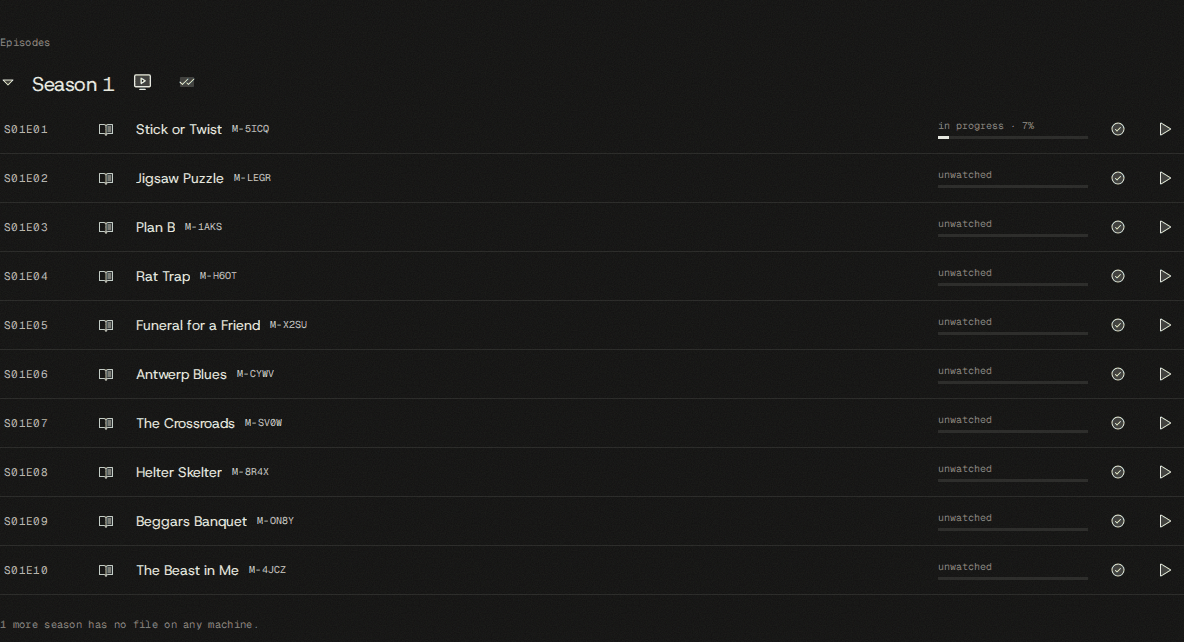 Episodes
Season 1
S01E01 Stick or Twist M-5ICQ in progress · 7%
S01E02 Jigsaw Puzzle M-LEGR unwatched
S01E03 Plan B M-1AKS unwatched
S01E04 Rat Trap M-H6OT unwatched
S01E05 Funeral for a Friend M-X2SU unwatched
S01E06 Antwerp Blues M-CYWV unwatched
S01E07 The Crossroads M-SV0W unwatched
S01E08 Helter Skelter M-8R4X unwatched
S01E09 Beggars Banquet M-ON8Y unwatched
S01E10 The Beast in Me M-4JCZ unwatched
1 more season has no file on any machine.